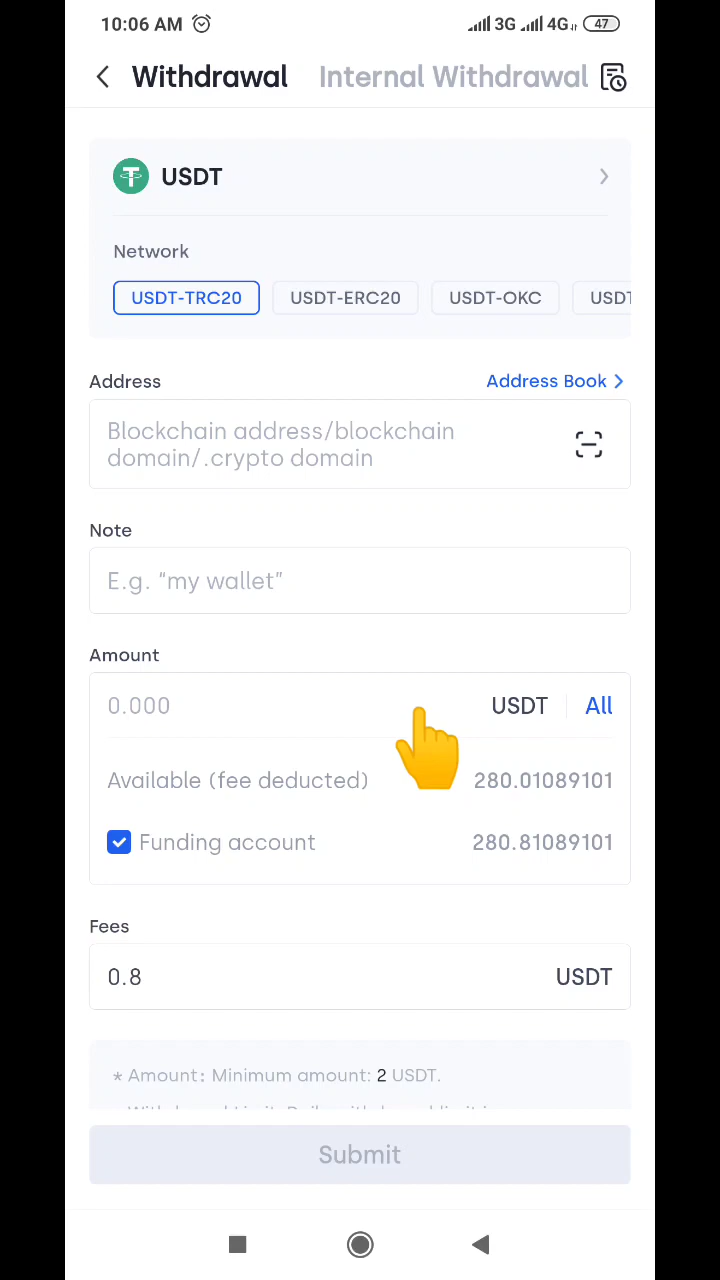 10:06 AM 3G 4G 47
Withdrawal Internal Withdrawal
USDT
Network
USDT-TRC20 USDT-ERC20 USDT-OKC USDT
Address Address Book
Blockchain address/blockchain
domain/.crypto domain
Note
E.g. “my wallet”
Amount
0.000 USDT All
Available (fee deducted) 280.01089101
Funding account 280.81089101
Fees
0.8 USDT
* Amount: Minimum amount: 2 USDT.
Submit